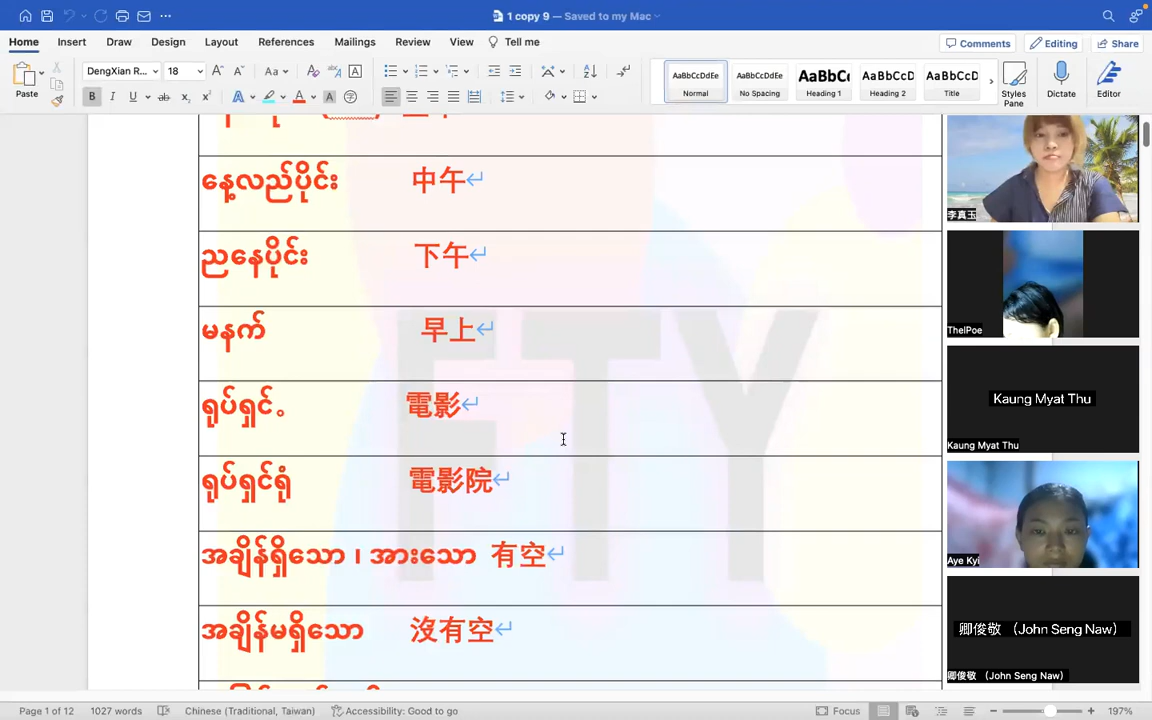 1 copy 9 — Saved to my Mac
Home Insert Draw Design Layout References Mailings Review View Tell me Comments Editing Share
Paste DengXian R... 18
AaBbCcDdEe Normal
AaBbCcDdEe No Spacing
AaBbCc Heading 1
AaBbCcD Heading 2
AaBbCcD Title
Styles Pane
Dictate
Editor
နေ့လည်ပိုင်း 中午
ညနေပိုင်း 下午
မနက် 早上
ရုပ်ရှင်. 電影
ရုပ်ရှင်ရုံ 電影院
အချိန်ရှိသော ၊ အားသော 有空
အချိန်မရှိသော 沒有空
FTY
李真玉
ThelPoe
Kaung Myat Thu
Kaung Myat Thu
Aye Kyi
卿俊敬 (John Seng Naw)
卿俊敬 (John Seng Naw)
Page 1 of 12 1027 words Chinese (Traditional, Taiwan) Accessibility: Good to go Focus 197%